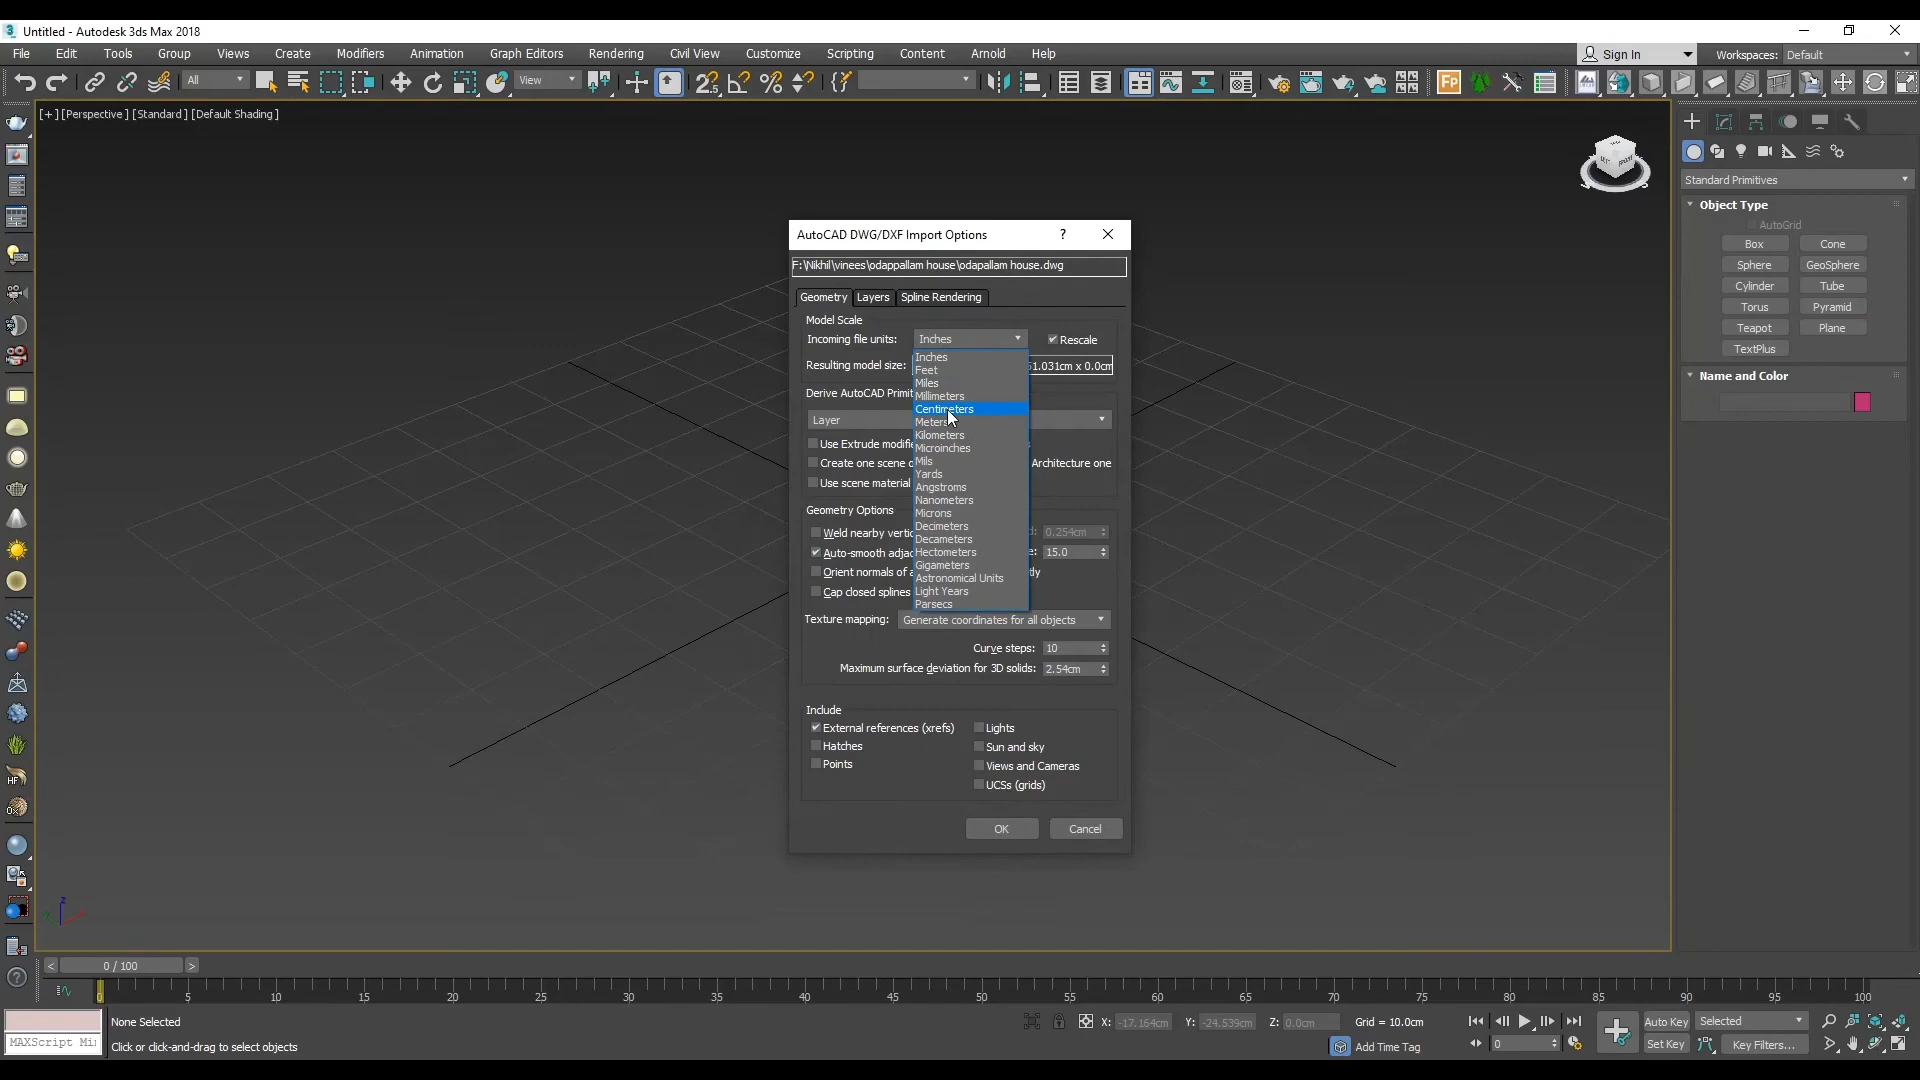 Untitled - Autodesk 3ds Max 2018
File Edit Tools Group Views Create Modifiers Animation Graph Editors Rendering Civil View Customize Scripting Content Arnold Help
Sign In Workspaces: Default
All View
[+] [Perspective] [Standard] [Default Shading]
Standard Primitives
Object Type
AutoGrid
Box Cone
Sphere GeoSphere
Cylinder Tube
Torus Pyramid
Teapot Plane
TextPlus
Name and Color
AutoCAD DWG/DXF Import Options ?
F:\Nikhil\vinees\odappallam house\odapallam house.dwg
Geometry Layers Spline Rendering
Model Scale
Incoming file units: Inches Rescale
Resulting model size: 1.031cm x 0.0cm
Derive AutoCAD Primit
Layer
Use Extrude modifie
Create one scene o Architecture one
Use scene material
Inches
Feet
Miles
Millimeters
Centimeters
Meters
Kilometers
Microinches
Mils
Yards
Angstroms
Nanometers
Microns
Decimeters
Decameters
Hectometers
Gigameters
Astronomical Units
Light Years
Parsecs
Geometry Options
Weld nearby vertic d: 0.254cm
Auto-smooth adjac e: 15.0
Orient normals of a tly
Cap closed splines
Texture mapping: Generate coordinates for all objects
Curve steps: 10
Maximum surface deviation for 3D solids: 2.54cm
Include
External references (xrefs) Lights
Hatches Sun and sky
Points Views and Cameras
UCSs (grids)
OK Cancel
< 0 / 100 >
0 5 10 15 20 25 30 35 40 45 50 55 60 65 70 75 80 85 90 95 100
None Selected X: -17.164cm Y: -24.539cm Z: 0.0cm Grid = 10.0cm Auto Key Selected
MAXScript Mi Click or click-and-drag to select objects Add Time Tag 0 Set Key Key Filters...